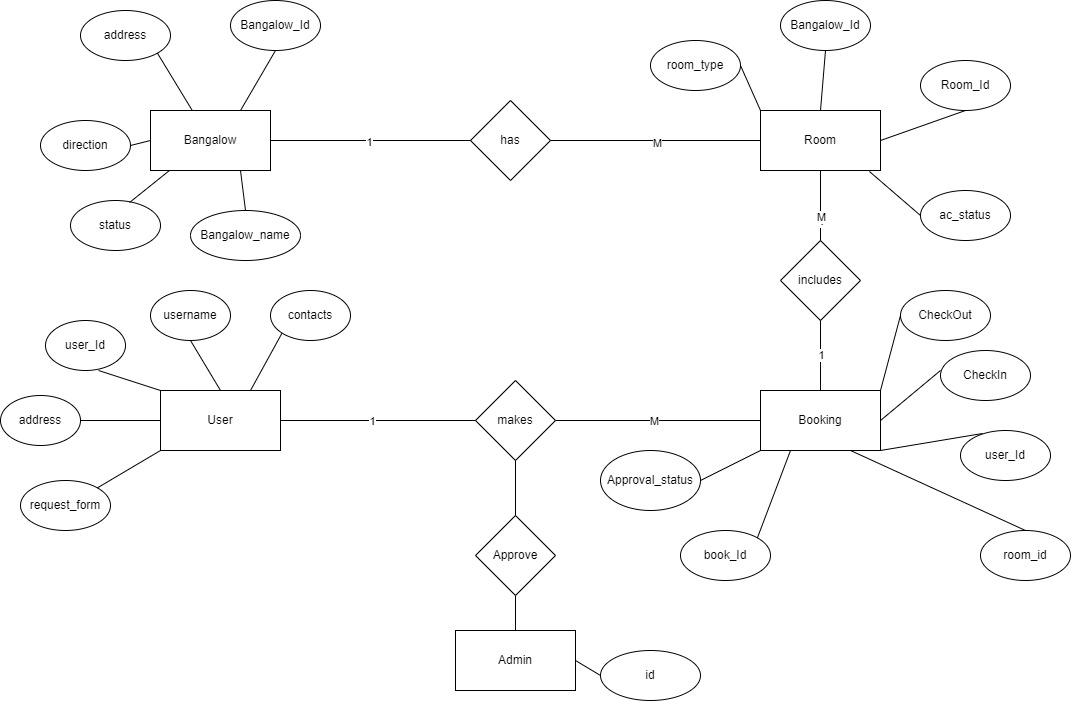 Bangalow_Id
Bangalow_Id
address
room_type
Room_Id
Bangalow
1
has
M
Room
direction
status
Bangalow_name
ac_status
M
includes
username
contacts
CheckOut
user_Id
1
CheckIn
address
User
1
makes
M
Booking
user_Id
Approval_status
request_form
book_Id
Approve
room_id
Admin
id